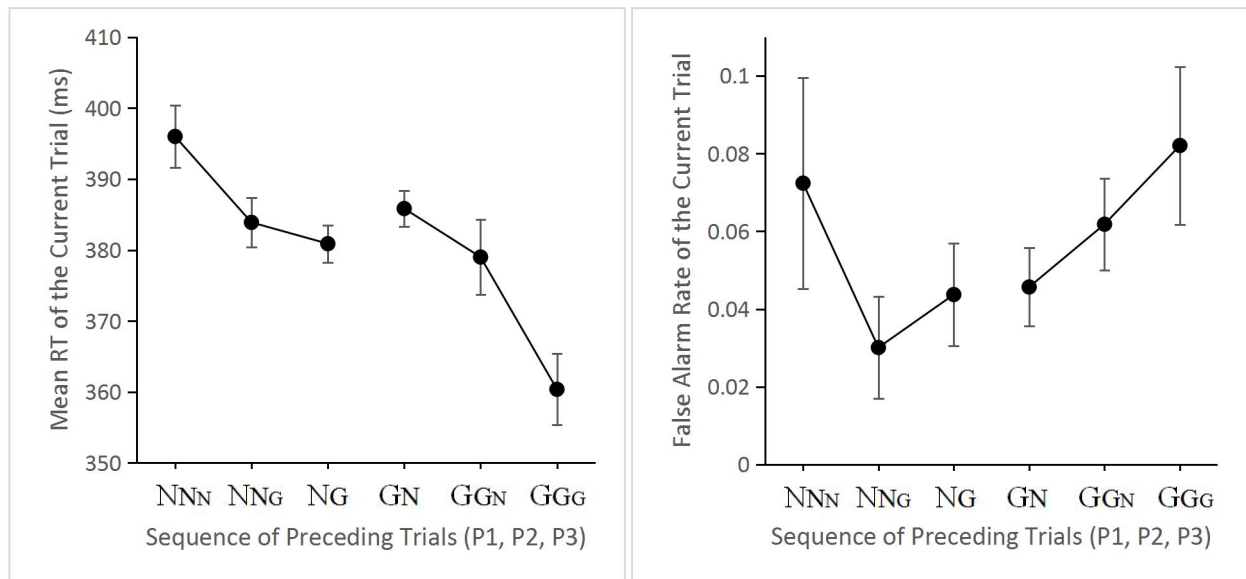 Mean RT of the Current Trial (ms)
410
400
390
380
370
360
350
NNN NNG NG GN GGN GGG
Sequence of Preceding Trials (P1, P2, P3)
False Alarm Rate of the Current Trial
0.1
0.08
0.06
0.04
0.02
0
NNN NNG NG GN GGN GGG
Sequence of Preceding Trials (P1, P2, P3)